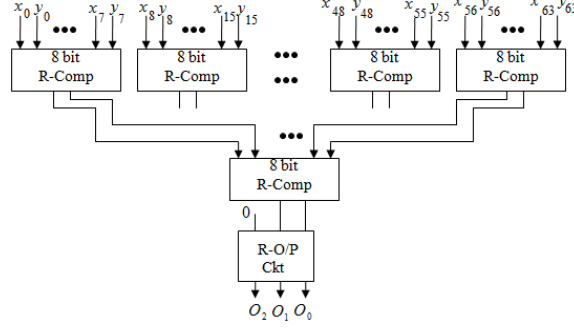 x0 y0 ••• x7 y7 x8 y8 ••• x15 y15 x48 y48 ••• x55 y55 x56 y56 ••• x63 y63
8 bit R-Comp
8 bit R-Comp
•••
•••
8 bit R-Comp
8 bit R-Comp
•••
8 bit
R-Comp
0
R-O/P
Ckt
O2 O1 O0